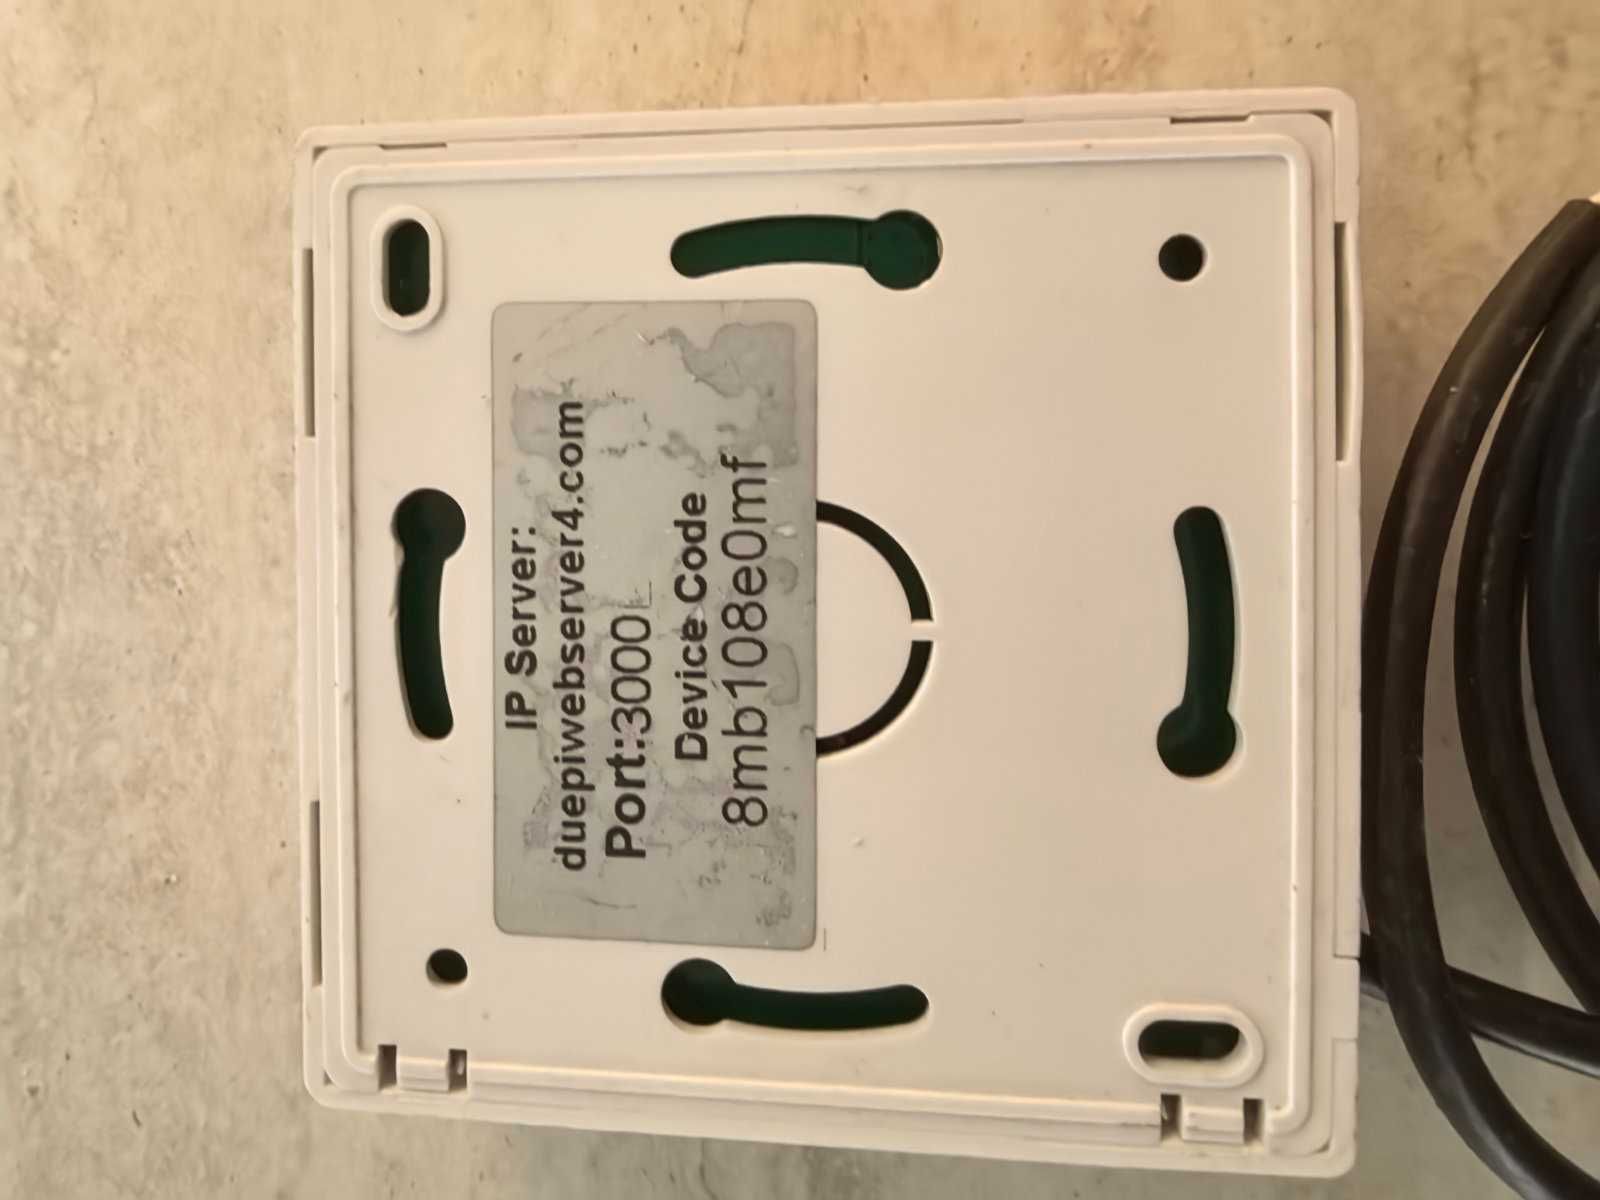 IP Server:
duepiwebserver4.com
Port:3000
Device Code
8mb108e0mf